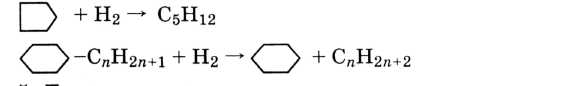 + H₂ → C₅H₁₂
–CₙH₂ₙ₊₁ + H₂ → + CₙH₂ₙ₊₂